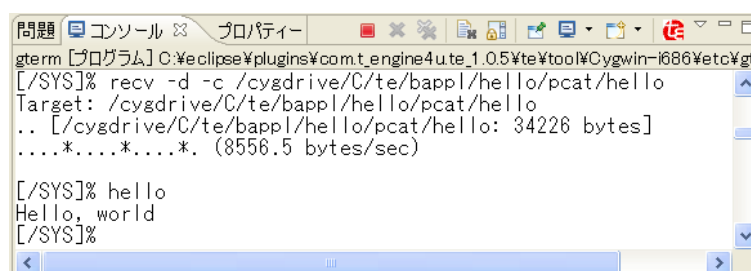 問題 コンソール プロパティー
gterm [プログラム] C:¥eclipse¥plugins¥com.t_engine4u.te_1.0.5¥te¥tool¥Cygwin-i686¥etc¥gt
[/SYS]% recv -d -c /cygdrive/C/te/bappl/hello/pcat/hello
Target: /cygdrive/C/te/bappl/hello/pcat/hello
.. [/cygdrive/C/te/bappl/hello/pcat/hello: 34226 bytes]
....*....*....*. (8556.5 bytes/sec)
[/SYS]% hello
Hello, world
[/SYS]%